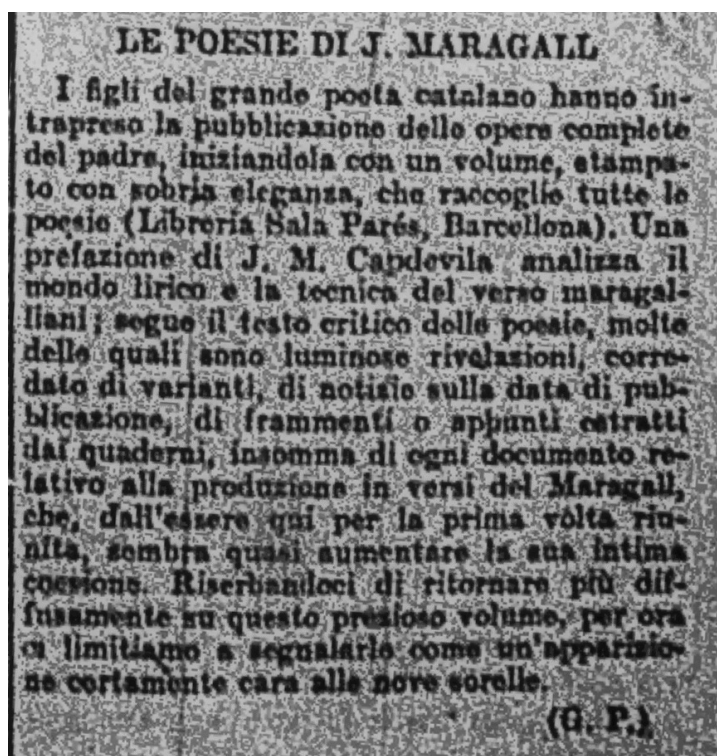 LE POESIE DI J. MARAGALL
I figli del grande poeta catalano hanno in-
trapreso la pubblicazione delle opere complete
del padre, iniziandola con un volume, stampa-
to con sobria eleganza, che raccoglie tutte le
poesie (Libreria Sala Parés, Barcellona). Una
prefazione di J. M. Capdevila analizza il
mondo lirico e la tecnica del verso maragal-
liani; segue il testo critico delle poesie, molte
delle quali sono luminose rivelazioni, corre-
dato di varianti, di notizie sulla data di pub-
blicazione, di frammenti o appunti estratti
dai quaderni, insomma di ogni documento re-
lativo alla produzione in versi del Maragall,
che, dall'essere qui per la prima volta riu-
nita, sembra quasi aumentare la sua intima
coesione. Riserbandoci di ritornare più dif-
fusamente su questo prezioso volume, per ora
ci limitiamo a segnalarlo come un'apparizio-
ne certamente cara alle nove sorelle.
(G. P.)